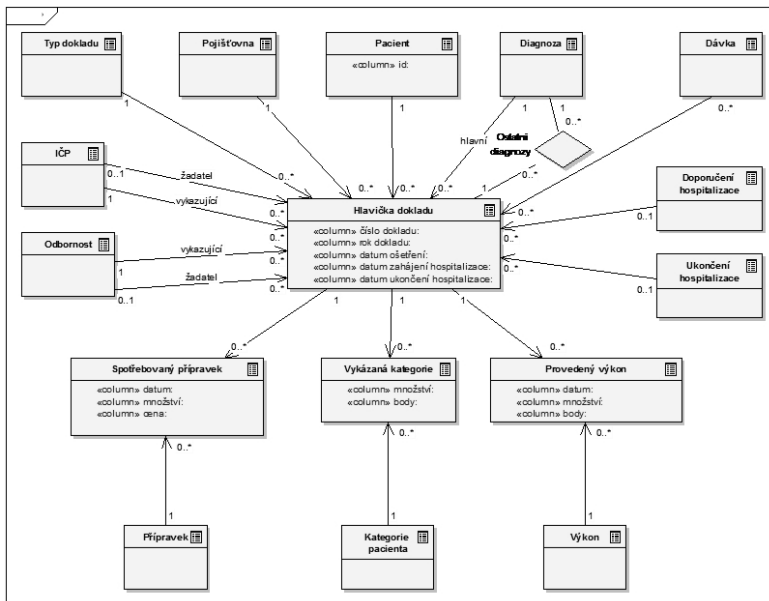 Typ dokladu
Pojišťovna
Pacient
«column» id:
Diagnoza
Dávka
1
1
1
1
1
0..*
0..*
hlavní
Ostatní
diagnozy
IČP
0..1
žadatel
1
vykazující
0..*
0..*
0..*
0..*
0..*
1
0..*
0..*
0..*
0..*
Doporučení
hospitalizace
0..1
Hlavička dokladu
«column» číslo dokladu:
«column» rok dokladu:
«column» datum ošetření:
«column» datum zahájení hospitalizace:
«column» datum ukončení hospitalizace:
0..*
0..*
Odbornost
vykazující
1
0..*
žadatel
0..1
0..*
Ukončení
hospitalizace
0..1
1
1
1
0..*
0..*
0..*
Spotřebovaný přípravek
«column» datum:
«column» množství:
«column» cena:
Vykázaná kategorie
«column» množství:
«column» body:
Provedený výkon
«column» datum:
«column» množství:
«column» body:
0..*
0..*
0..*
1
1
1
Přípravek
Kategorie
pacienta
Výkon